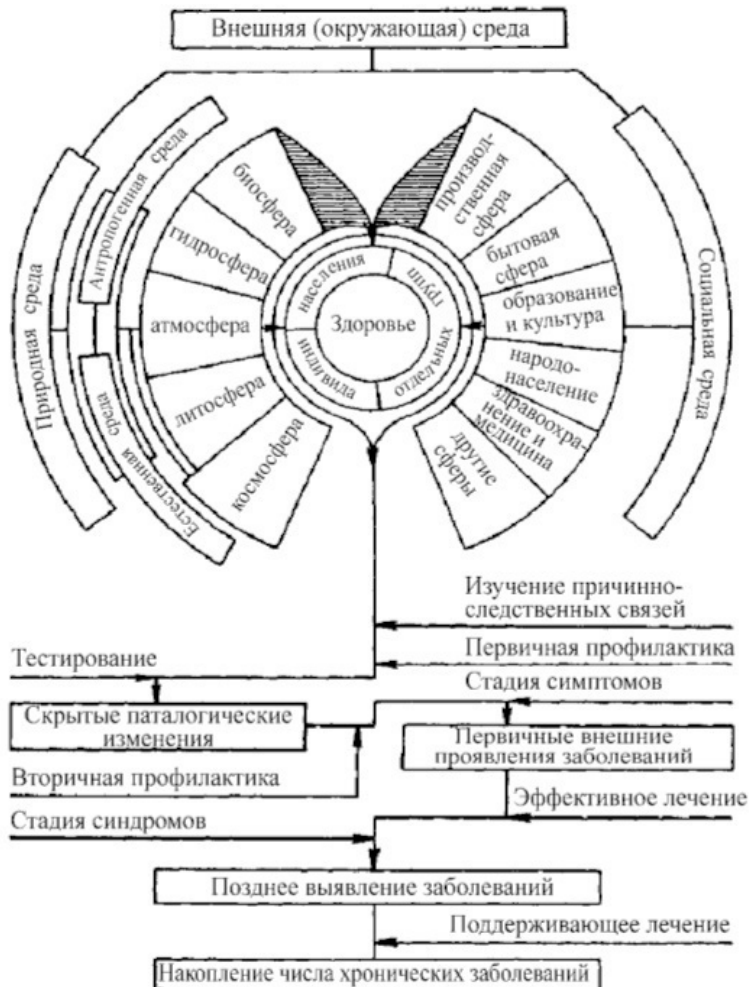 Внешняя (окружающая) среда
Природная среда
Антропогенная среда
Естественная
среда
биосфера
гидросфера
атмосфера
литосфера
космосфера
населения
групп
индивида
отдельных
Здоровье
производ-
ственная
сфера
бытовая
сфера
образование
и культура
народо-
население
здравоохра-
нение и
медицина
другие
сферы
Социальная среда
Изучение причинно-
следственных связей
Первичная профилактика
Тестирование
Стадия симптомов
Скрытые паталогические
изменения
Первичные внешние
проявления заболеваний
Вторичная профилактика
Эффективное лечение
Стадия синдромов
Позднее выявление заболеваний
Поддерживающее лечение
Накопление числа хронических заболеваний